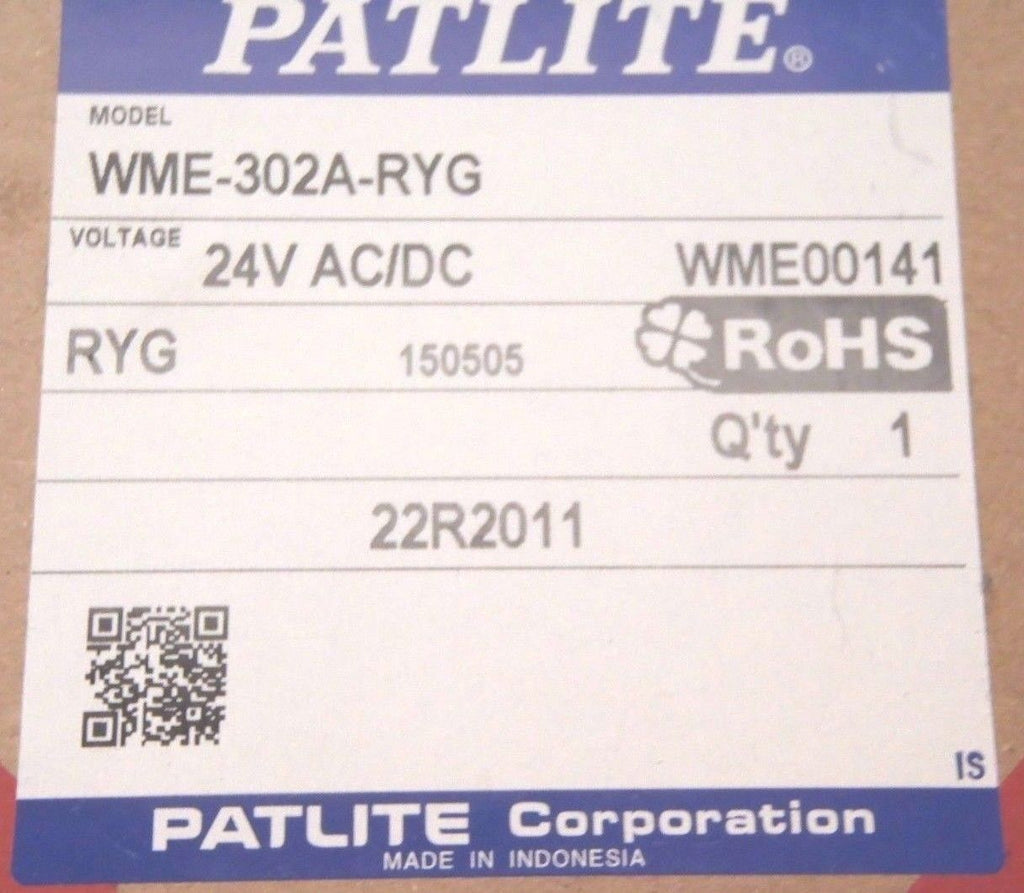 PATLITE®
MODEL
WME-302A-RYG
VOLTAGE 24V AC/DC WME00141
RYG 150505 RoHS
Q'ty 1
22R2011
IS
PATLITE Corporation
MADE IN INDONESIA